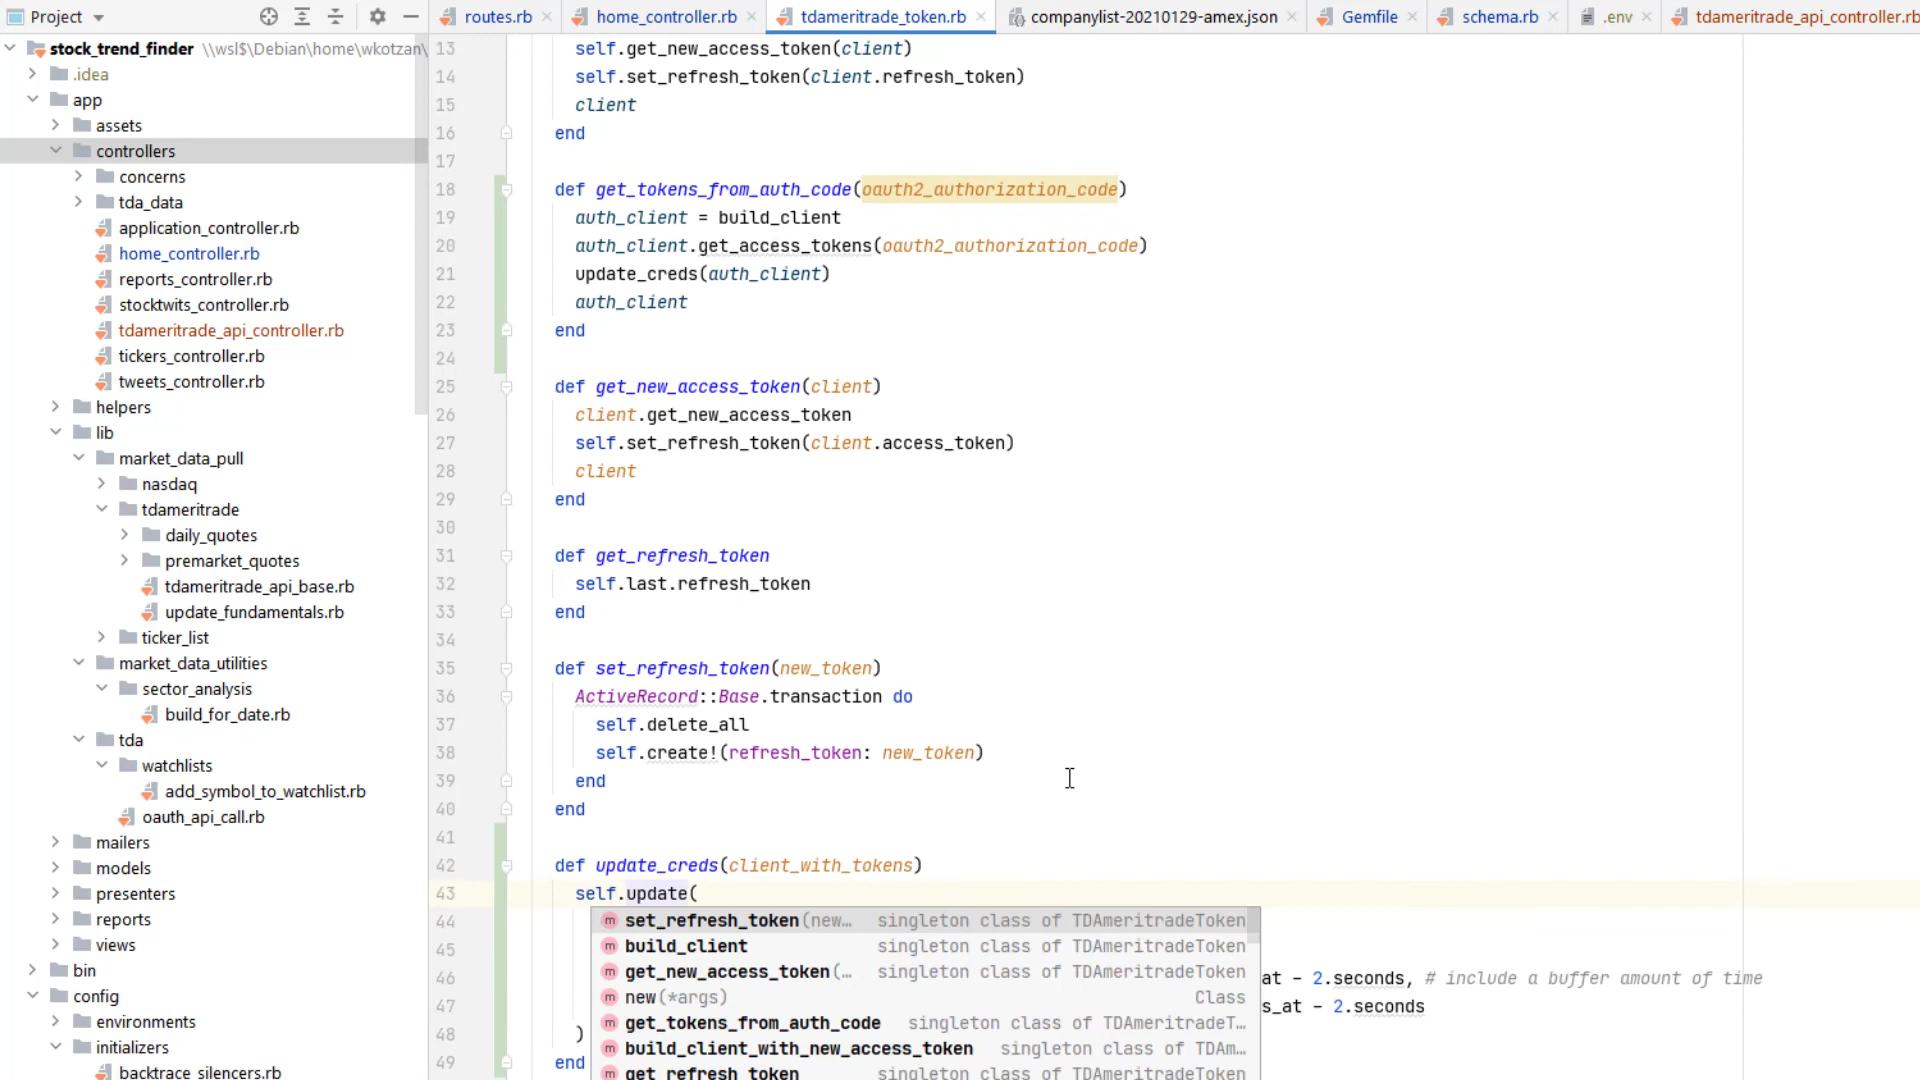 Project
routes.rb
home_controller.rb
tdameritrade_token.rb
companylist-20210129-amex.json
Gemfile
schema.rb
.env
tdameritrade_api_controller.rb
stock_trend_finder \\wsl$\Debian\home\wkotzan\
.idea
app
assets
controllers
concerns
tda_data
application_controller.rb
home_controller.rb
reports_controller.rb
stocktwits_controller.rb
tdameritrade_api_controller.rb
tickers_controller.rb
tweets_controller.rb
helpers
lib
market_data_pull
nasdaq
tdameritrade
daily_quotes
premarket_quotes
tdameritrade_api_base.rb
update_fundamentals.rb
ticker_list
market_data_utilities
sector_analysis
build_for_date.rb
tda
watchlists
add_symbol_to_watchlist.rb
oauth_api_call.rb
mailers
models
presenters
reports
views
bin
config
environments
initializers
backtrace_silencers.rb
13 self.get_new_access_token(client)
14 self.set_refresh_token(client.refresh_token)
15 client
16 end
17
18 def get_tokens_from_auth_code(oauth2_authorization_code)
19 auth_client = build_client
20 auth_client.get_access_tokens(oauth2_authorization_code)
21 update_creds(auth_client)
22 auth_client
23 end
24
25 def get_new_access_token(client)
26 client.get_new_access_token
27 self.set_refresh_token(client.access_token)
28 client
29 end
30
31 def get_refresh_token
32 self.last.refresh_token
33 end
34
35 def set_refresh_token(new_token)
36 ActiveRecord::Base.transaction do
37 self.delete_all
38 self.create!(refresh_token: new_token)
39 end
40 end
41
42 def update_creds(client_with_tokens)
43 self.update(
44
45
46 at - 2.seconds, # include a buffer amount of time
47 s_at - 2.seconds
48 )
49 end
set_refresh_token(new… singleton class of TDAmeritradeToken
build_client singleton class of TDAmeritradeToken
get_new_access_token(… singleton class of TDAmeritradeToken
new(*args) Class
get_tokens_from_auth_code singleton class of TDAmeritradeT…
build_client_with_new_access_token singleton class of TDAm…
get_refresh_token singleton class of TDAmeritradeToken